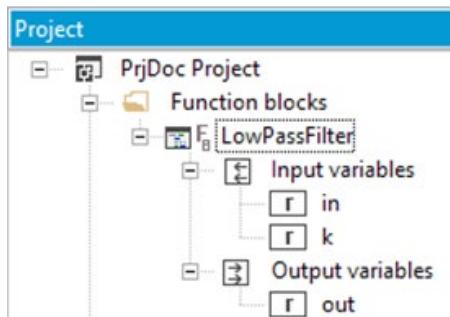 Project
PrjDoc Project
Function blocks
FB LowPassFilter
Input variables
r in
r k
Output variables
r out